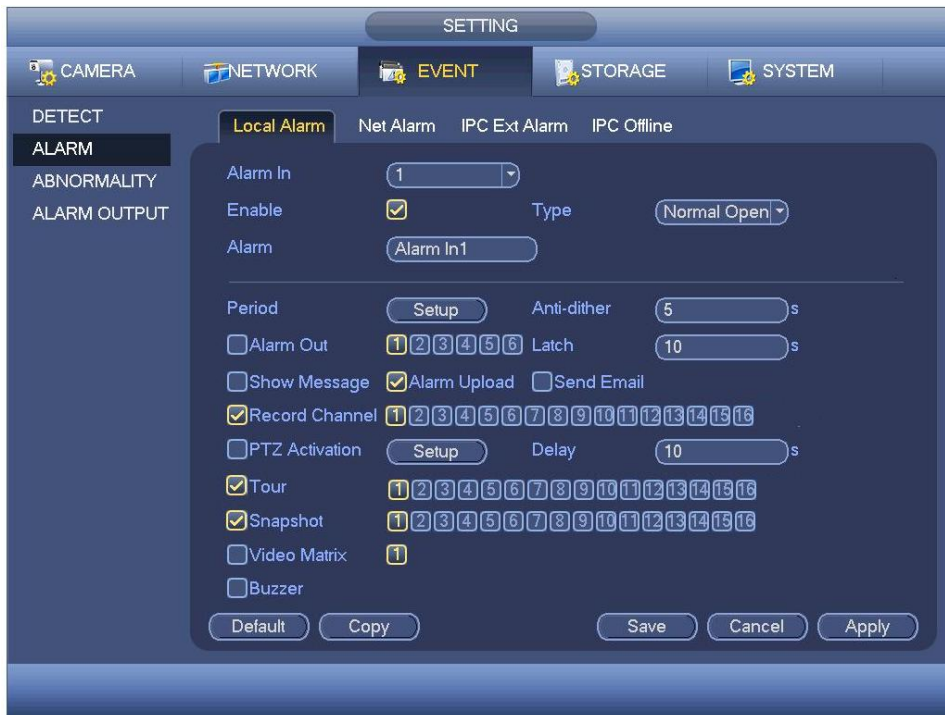 SETTING
CAMERA NETWORK EVENT STORAGE SYSTEM
DETECT
ALARM
ABNORMALITY
ALARM OUTPUT
Local Alarm Net Alarm IPC Ext Alarm IPC Offline
Alarm In 1
Enable Type Normal Open
Alarm Alarm In1
Period Setup Anti-dither 5 s
Alarm Out 1 2 3 4 5 6 Latch 10 s
Show Message Alarm Upload Send Email
Record Channel 1 2 3 4 5 6 7 8 9 10 11 12 13 14 15 16
PTZ Activation Setup Delay 10 s
Tour 1 2 3 4 5 6 7 8 9 10 11 12 13 14 15 16
Snapshot 1 2 3 4 5 6 7 8 9 10 11 12 13 14 15 16
Video Matrix 1
Buzzer
Default Copy Save Cancel Apply